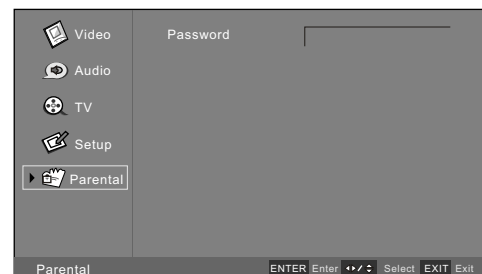 Video
Password
Audio
TV
Setup
Parental
Parental
ENTER Enter Select EXIT Exit